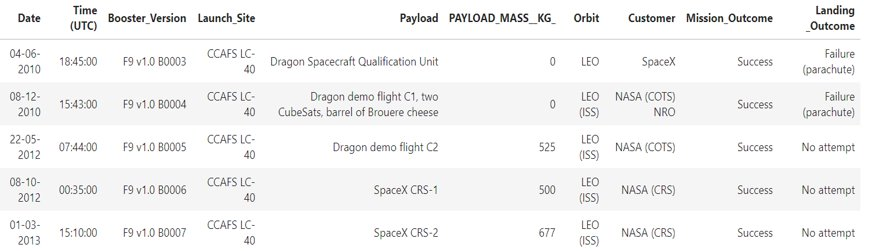 Date Time (UTC) Booster_Version Launch_Site Payload PAYLOAD_MASS__KG_ Orbit Customer Mission_Outcome Landing _Outcome
04-06-2010 18:45:00 F9 v1.0 B0003 CCAFS LC-40 Dragon Spacecraft Qualification Unit 0 LEO SpaceX Success Failure (parachute)
08-12-2010 15:43:00 F9 v1.0 B0004 CCAFS LC-40 Dragon demo flight C1, two CubeSats, barrel of Brouere cheese 0 LEO (ISS) NASA (COTS) NRO Success Failure (parachute)
22-05-2012 07:44:00 F9 v1.0 B0005 CCAFS LC-40 Dragon demo flight C2 525 LEO (ISS) NASA (COTS) Success No attempt
08-10-2012 00:35:00 F9 v1.0 B0006 CCAFS LC-40 SpaceX CRS-1 500 LEO (ISS) NASA (CRS) Success No attempt
01-03-2013 15:10:00 F9 v1.0 B0007 CCAFS LC-40 SpaceX CRS-2 677 LEO (ISS) NASA (CRS) Success No attempt